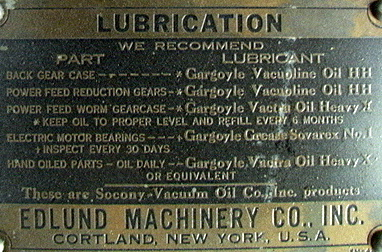 LUBRICATION
WE RECOMMEND
PART LUBRICANT
BACK GEAR CASE --------*Gargoyle Vacuoline Oil HH
POWER FEED REDUCTION GEARS-*Gargoyle Vacuoline Oil HH
POWER FEED WORM GEARCASE-*Gargoyle Vactra Oil Heavy X
*KEEP OIL TO PROPER LEVEL AND REFILL EVERY 6 MONTHS
ELECTRIC MOTOR BEARINGS---+Gargoyle Grease Sovarex No.1
+INSPECT EVERY 30 DAYS
HAND OILED PARTS-OIL DAILY--Gargoyle Vactra Oil Heavy X
OR EQUIVALENT
These are Socony-Vacuum Oil Co., Inc. products
EDLUND MACHINERY CO., INC.
CORTLAND, NEW YORK, U.S.A.